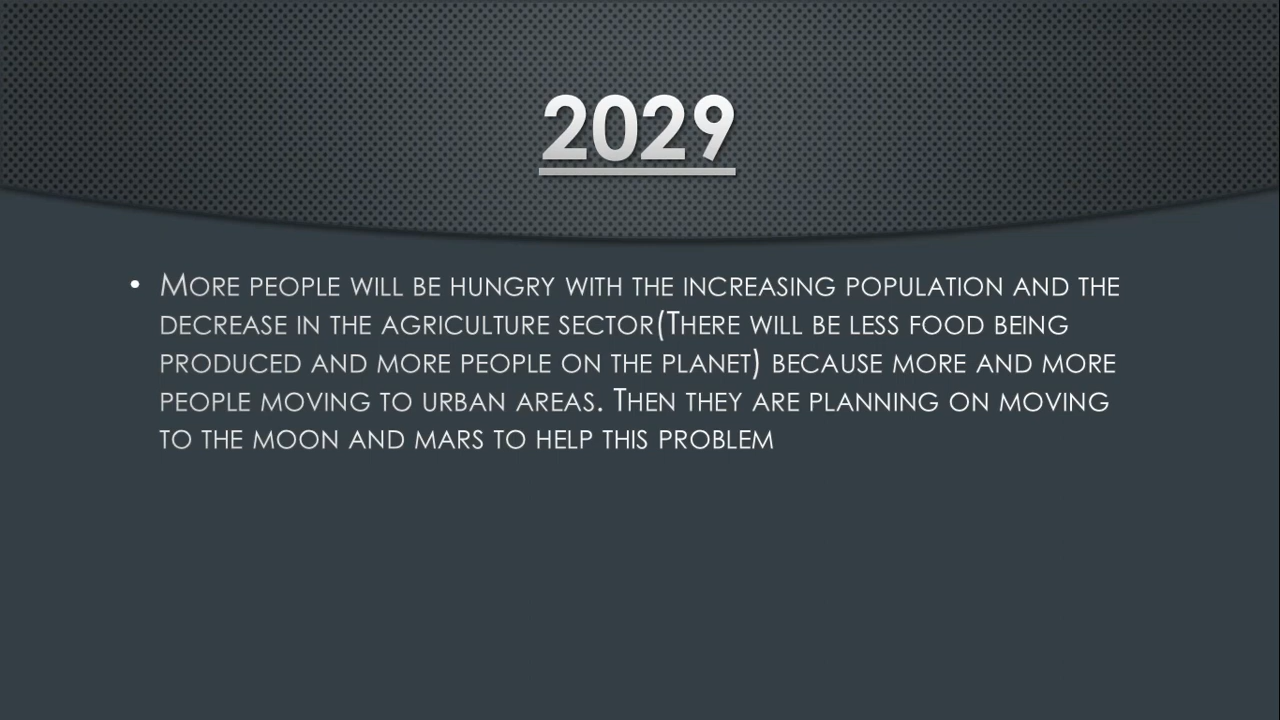 2029
• More people will be hungry with the increasing population and the
decrease in the agriculture sector(There will be less food being
produced and more people on the planet) because more and more
people moving to urban areas. Then they are planning on moving
to the moon and mars to help this problem